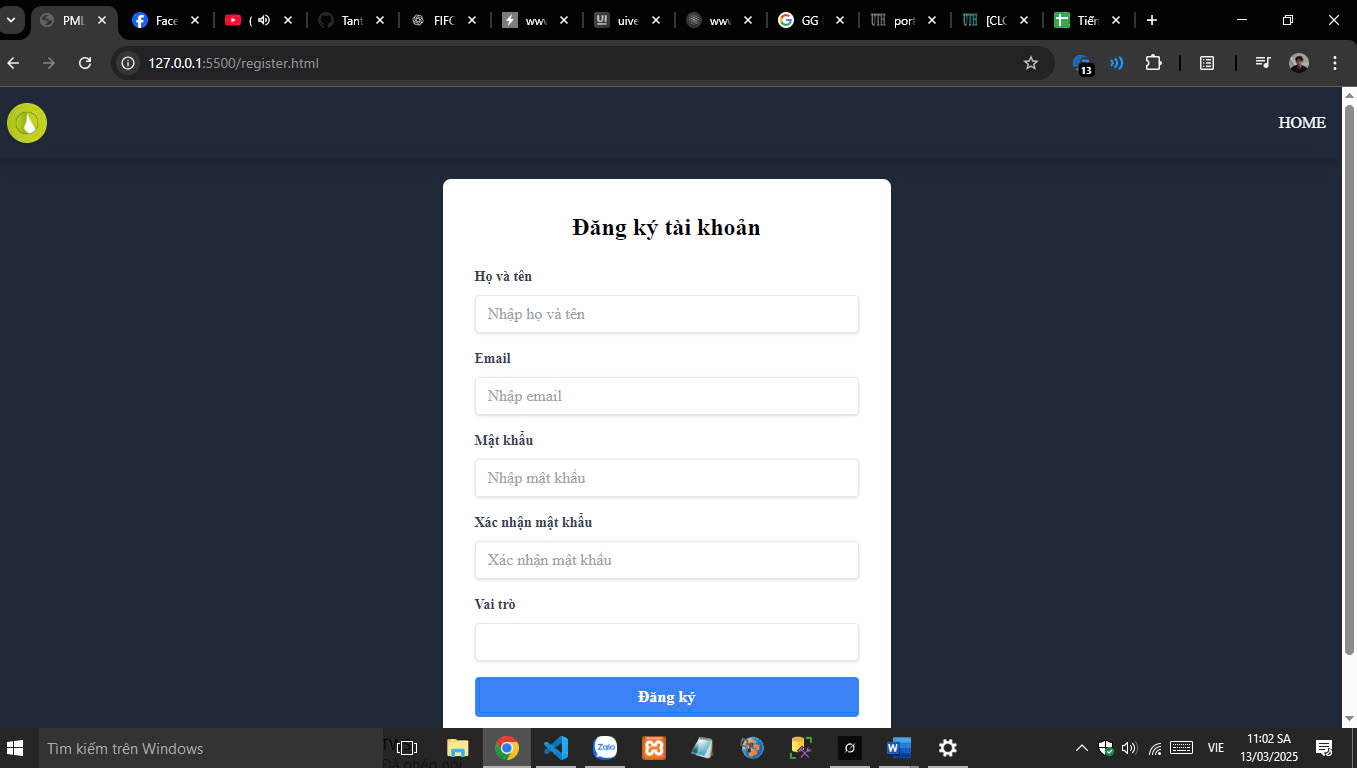 PML
Face
(
Tant
FIFC
www
uive
www
GG
port
[CLC
Tiến
127.0.0.1:5500/register.html
13
HOME
Đăng ký tài khoản
Họ và tên
Nhập họ và tên
Email
Nhập email
Mật khẩu
Nhập mật khẩu
Xác nhận mật khẩu
Xác nhận mật khẩu
Vai trò
Đăng ký
Tìm kiếm trên Windows
Zalo
VIE
11:02 SA
13/03/2025